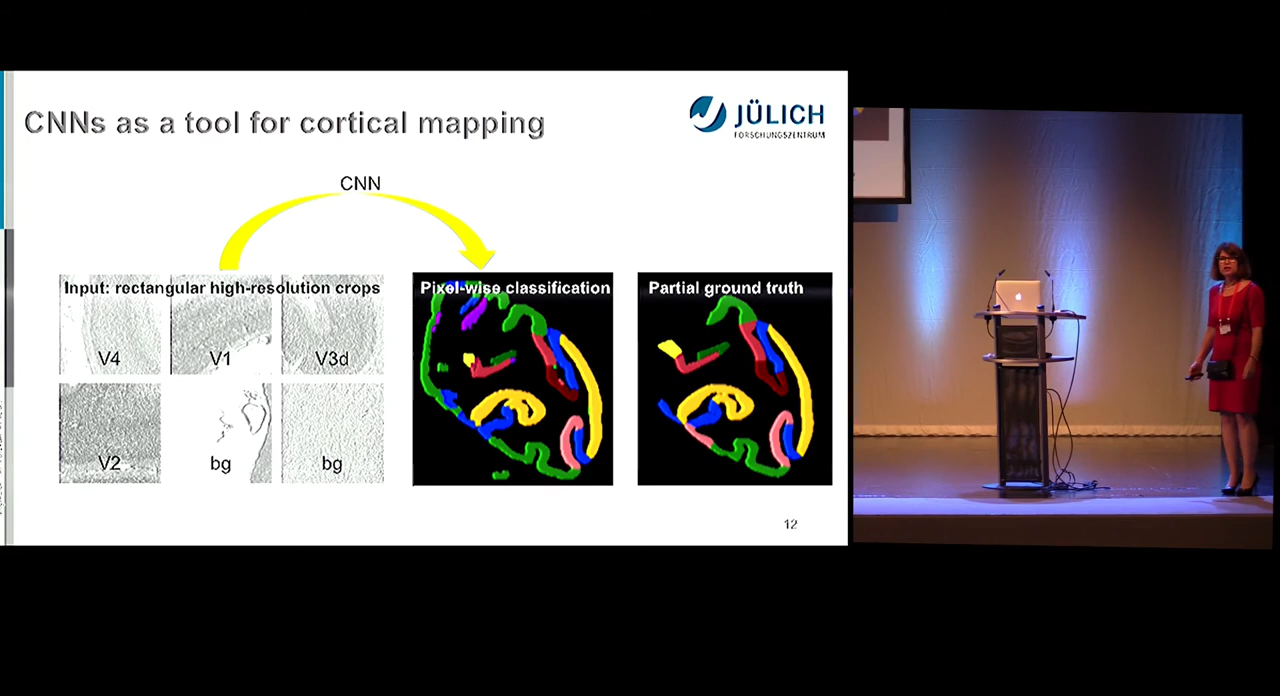 CNNs as a tool for cortical mapping
JÜLICH
FORSCHUNGSZENTRUM
CNN
Input: rectangular high-resolution crops
V4
V1
V3d
V2
bg
bg
Pixel-wise classification
Partial ground truth
12